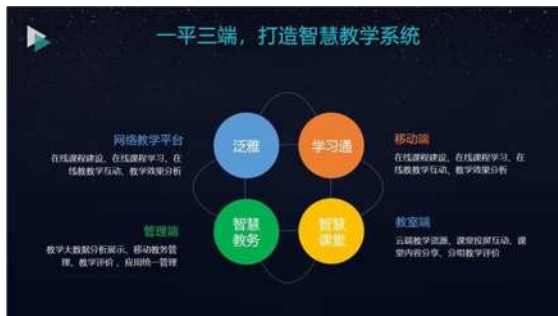 一平三端，打造智慧教学系统
网络教学平台
在线课程建设、在线课程学习、在
线教学互动、教学效果分析
泛雅
学习通
移动端
在线课程建设、在线课程学习、在
线教学互动、教学效果分析
管理端
教学大数据分析展示、移动教务管
理、教学评价、应用统一管理
智慧
教务
智慧
课堂
教室端
云端教学资源、课堂投屏互动、课
堂内容分享、分组教学评价